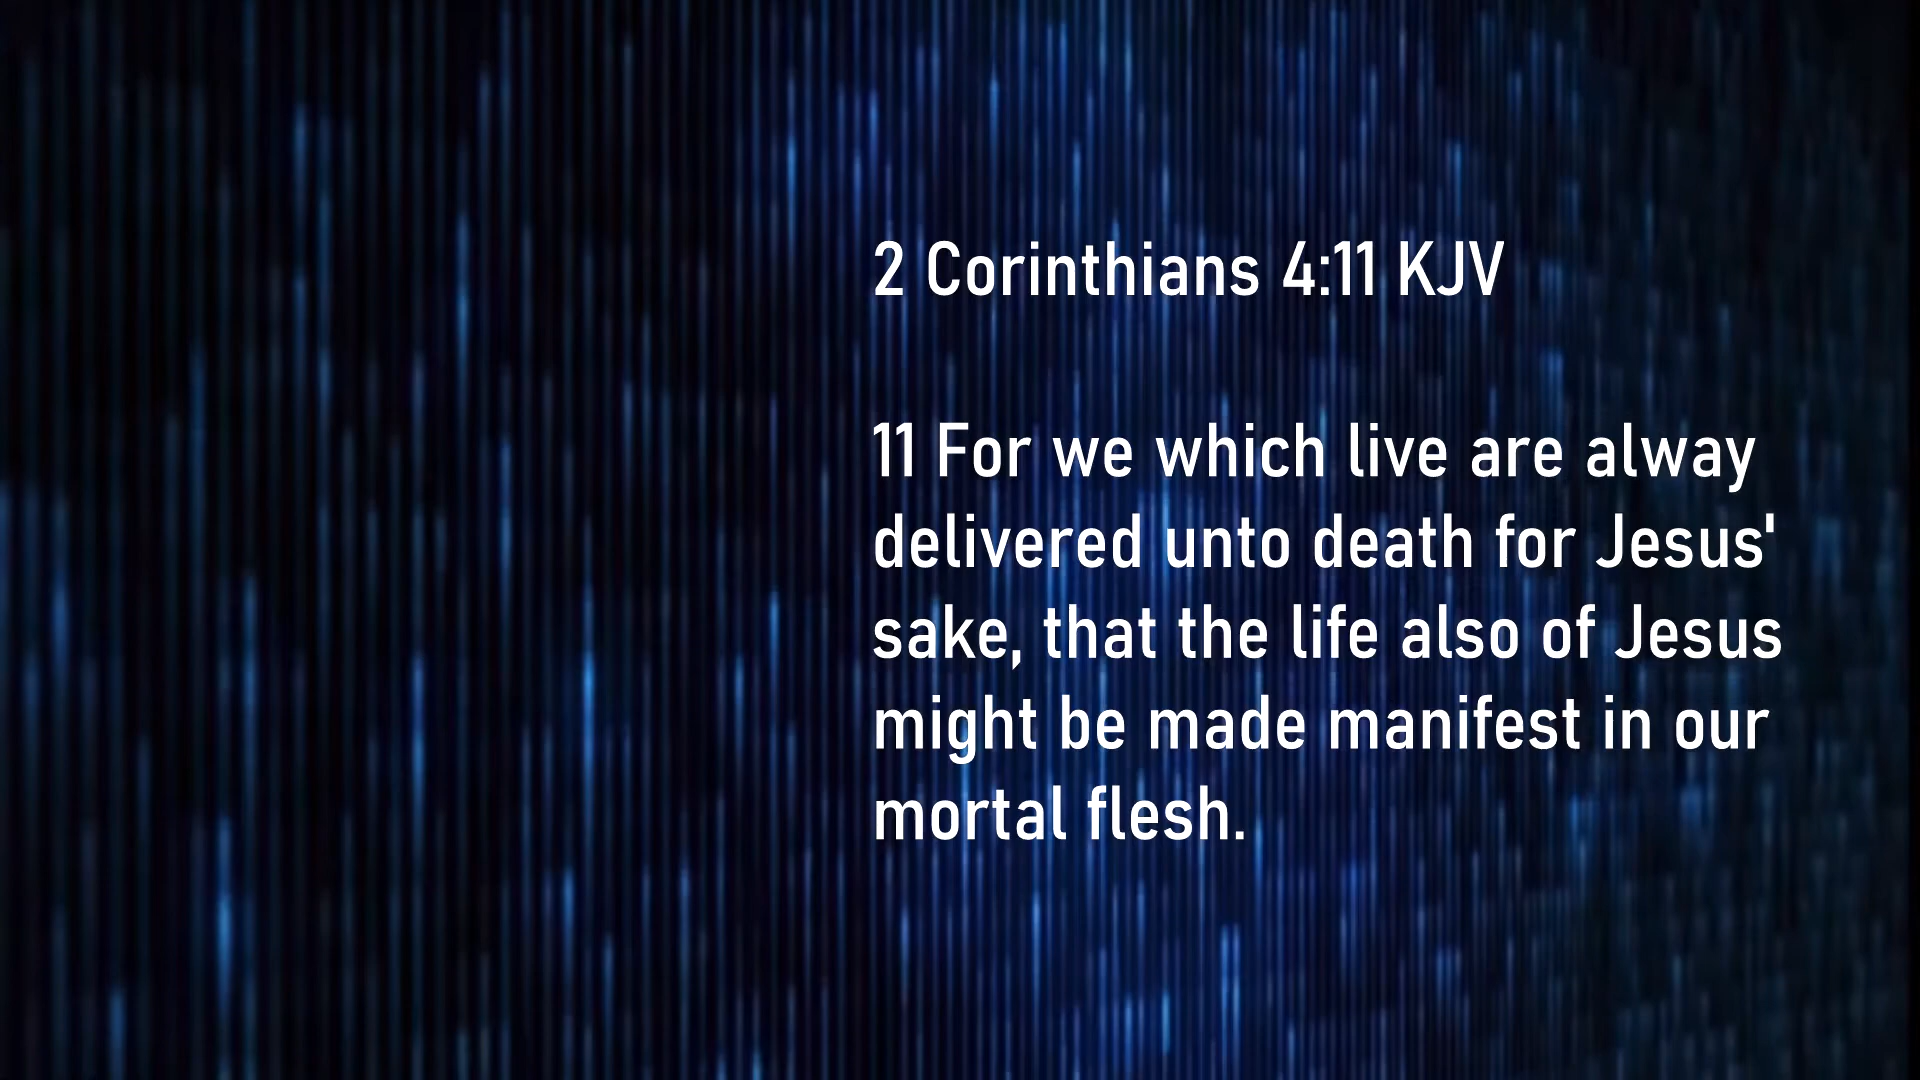 2 Corinthians 4:11 KJV
11 For we which live are alway
delivered unto death for Jesus'
sake, that the life also of Jesus
might be made manifest in our
mortal flesh.